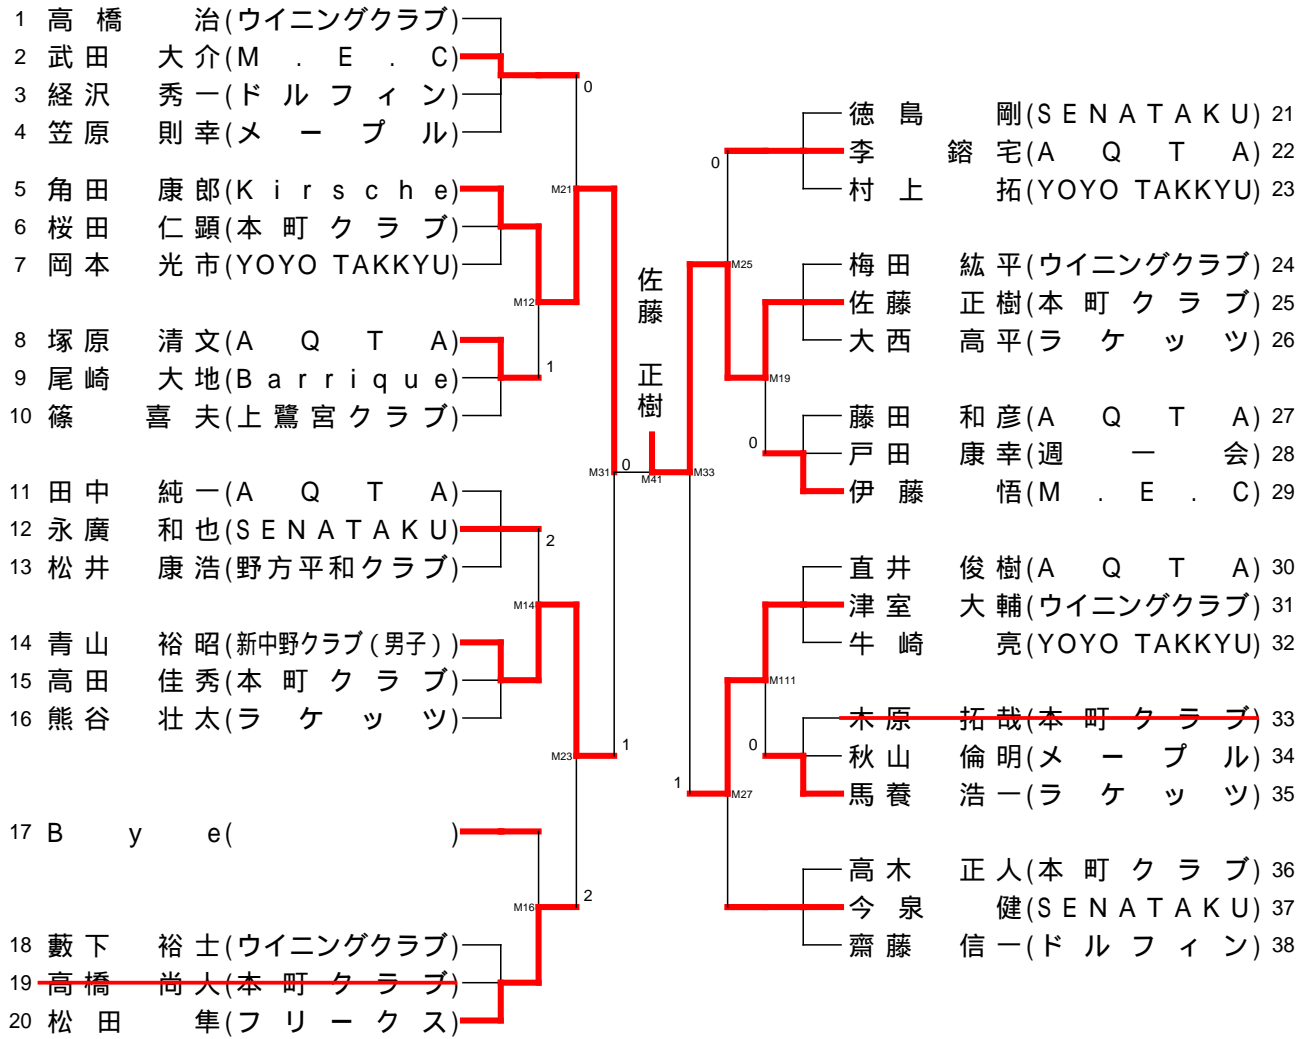 1 高橋 治(ウイニングクラブ)
2 武田 大介(M.E.C)
3 経沢 秀一(ドルフィン)
4 笠原 則幸(メープル)
0
5 角田 康郎(Kirsche)
6 桜田 仁顕(本町クラブ)
7 岡本 光市(YOYO TAKKYU)
M21
M12
8 塚原 清文(AQTA)
9 尾崎 大地(Barrique)
10 篠 喜夫(上鷺宮クラブ)
1
M31
0
11 田中 純一(AQTA)
12 永廣 和也(SENATAKU)
13 松井 康浩(野方平和クラブ)
2
M14
14 青山 裕昭(新中野クラブ(男子))
15 高田 佳秀(本町クラブ)
16 熊谷 壮太(ラケッツ)
M23
1
17 Bye( )
M16
2
18 藪下 裕士(ウイニングクラブ)
19 高橋 尚人(本町クラブ)
20 松田 隼(フリークス)
佐藤 正樹
M41
徳島 剛(SENATAKU) 21
李 鎔宅(AQTA) 22
村上 拓(YOYO TAKKYU) 23
0
M25
梅田 紘平(ウイニングクラブ) 24
佐藤 正樹(本町クラブ) 25
大西 高平(ラケッツ) 26
M19
藤田 和彦(AQTA) 27
戸田 康幸(週一会) 28
伊藤 悟(M.E.C) 29
0
M33
直井 俊樹(AQTA) 30
津室 大輔(ウイニングクラブ) 31
牛崎 亮(YOYO TAKKYU) 32
M111
木原 拓哉(本町クラブ) 33
秋山 倫明(メープル) 34
馬養 浩一(ラケッツ) 35
0
1
M27
高木 正人(本町クラブ) 36
今泉 健(SENATAKU) 37
齋藤 信一(ドルフィン) 38